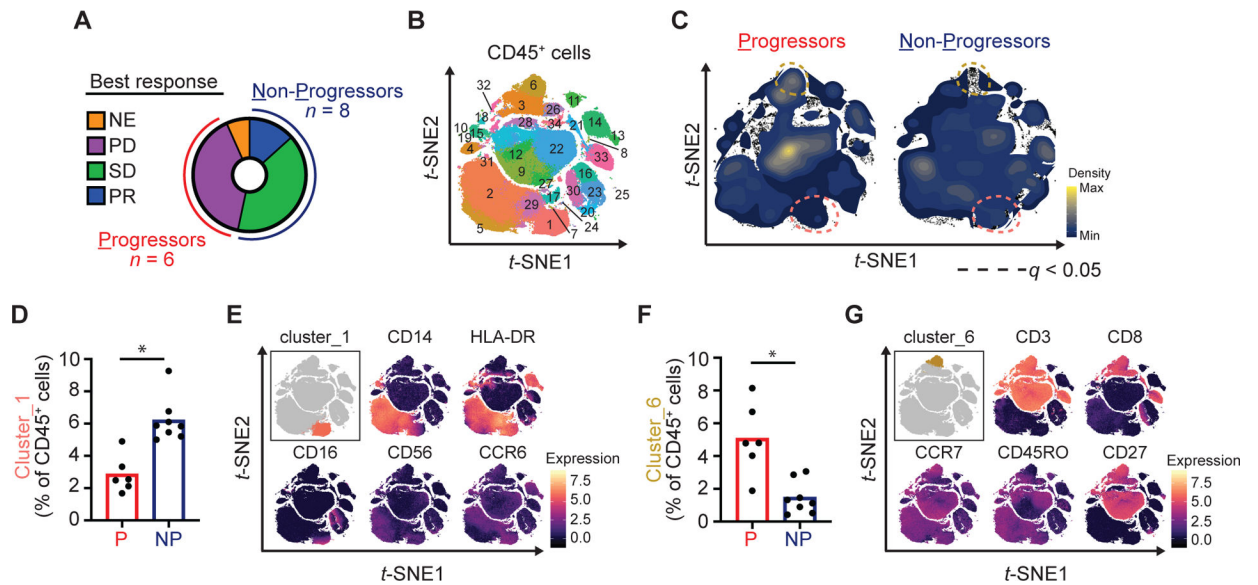 A
Best response
NE
PD
SD
PR
Non-Progressors
n = 8
Progressors
n = 6
B
CD45+ cells
t-SNE2
6
32
3
11
26
18
14
34
21
28
10
15
13
19
12
22
4
8
33
31
9
16
27
2
30
17
23
25
29
20
5
1
24
7
t-SNE1
C
Progressors
Non-Progressors
t-SNE2
Density
Max
Min
t-SNE1
q < 0.05
D
Cluster_1
(% of CD45+ cells)
10
8
6
4
2
0
*
P
NP
E
cluster_1
CD14
HLA-DR
t-SNE2
CD16
CD56
CCR6
Expression
7.5
5.0
2.5
0
t-SNE1
F
Cluster_6
(% of CD45+ cells)
10
8
6
4
2
0
*
P
NP
G
cluster_6
CD3
CD8
t-SNE2
CCR7
CD45RO
CD27
Expression
7.5
5.0
2.5
0
t-SNE1